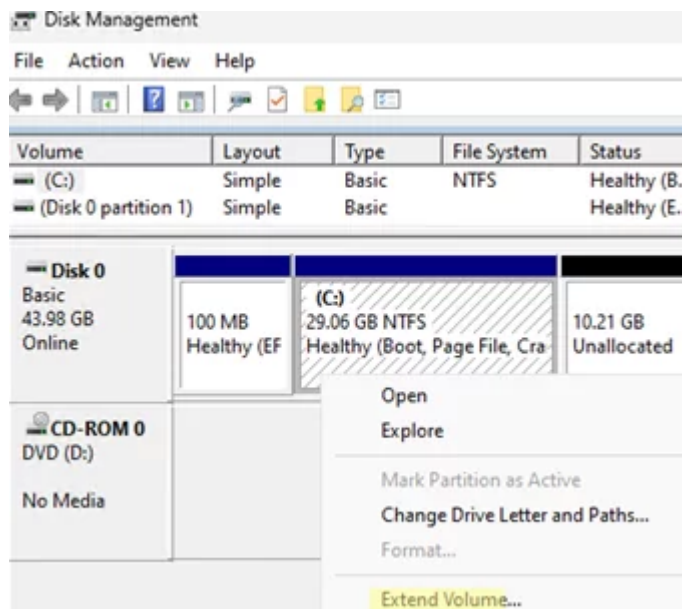 Disk Management
File Action View Help
Volume Layout Type File System Status
(C:) Simple Basic NTFS Healthy (B.
(Disk 0 partition 1) Simple Basic Healthy (E.
Disk 0
Basic
43.98 GB
Online
100 MB
Healthy (EF
(C:)
29.06 GB NTFS
Healthy (Boot, Page File, Cra
10.21 GB
Unallocated
CD-ROM 0
DVD (D:)
No Media
Open
Explore
Mark Partition as Active
Change Drive Letter and Paths...
Format...
Extend Volume...